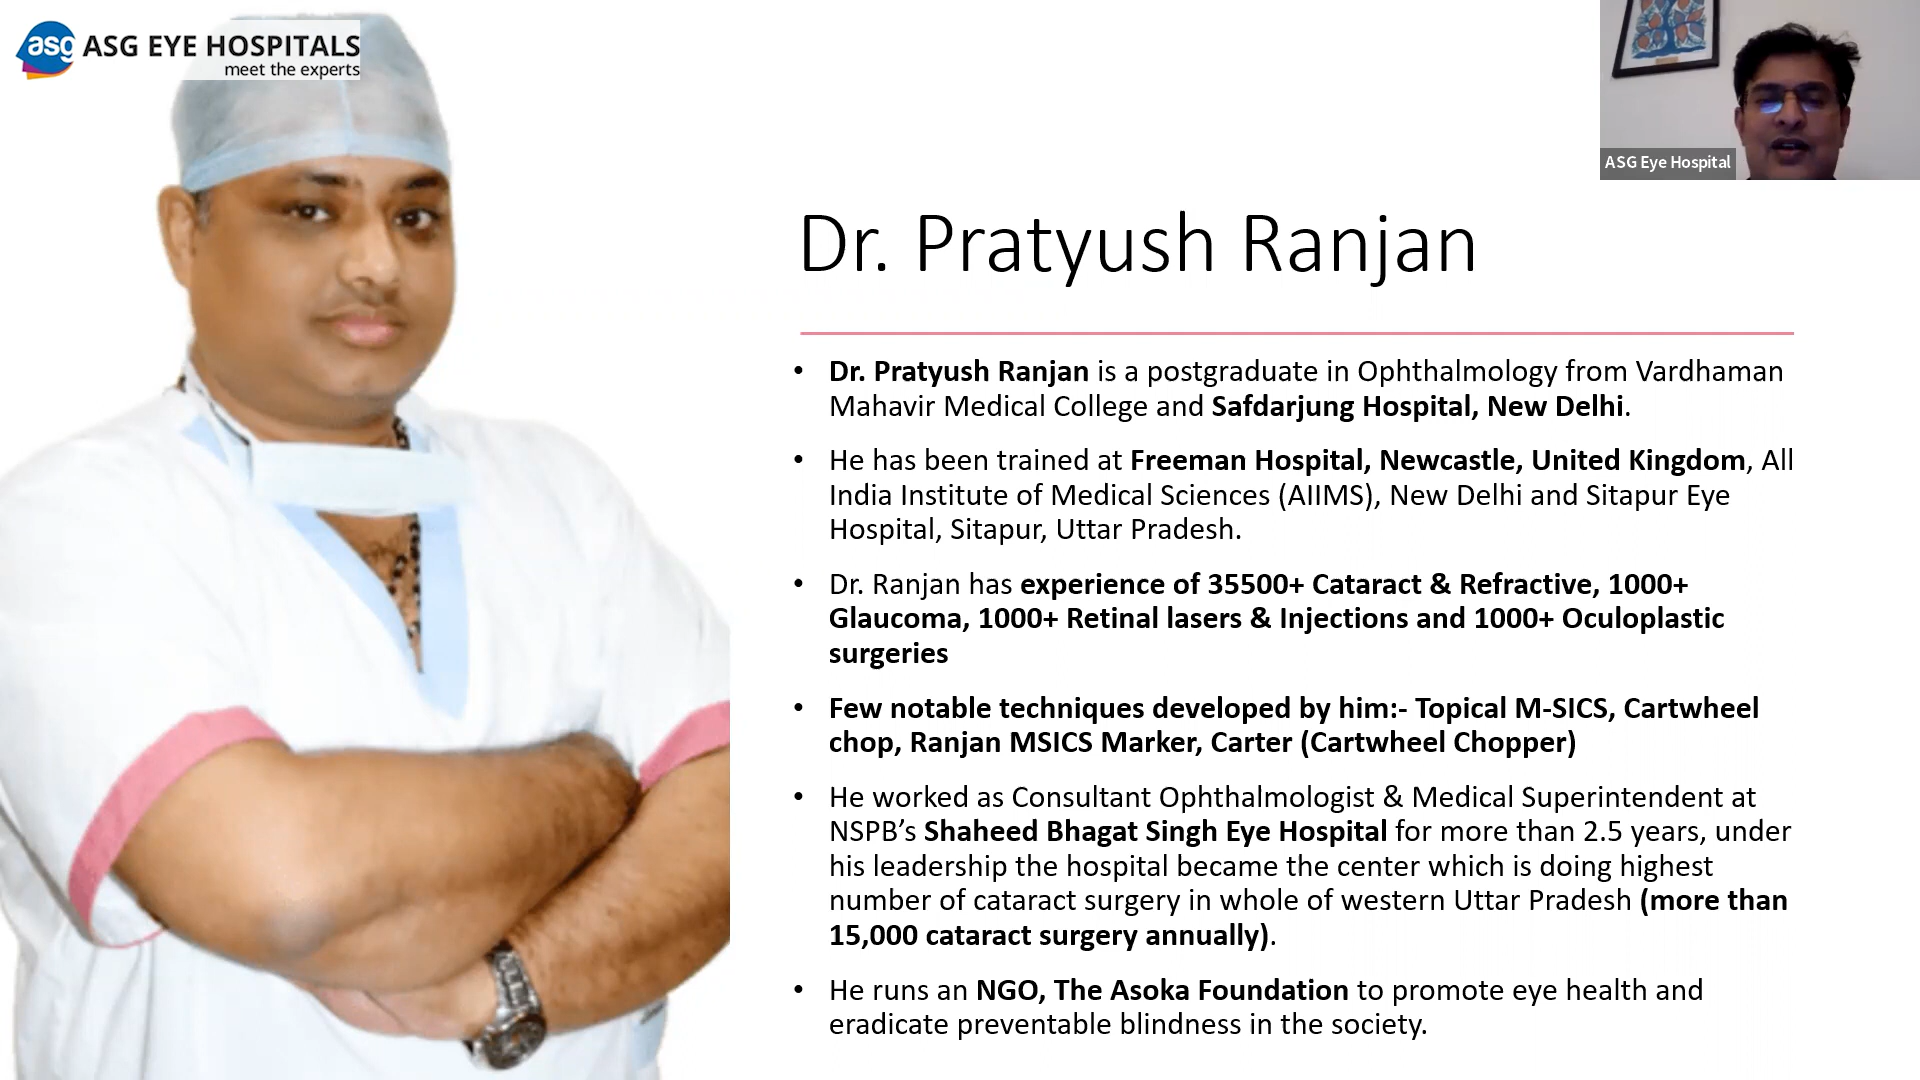 asg ASG EYE HOSPITALS
meet the experts
ASG Eye Hospital
Dr. Pratyush Ranjan
• Dr. Pratyush Ranjan is a postgraduate in Ophthalmology from Vardhaman
Mahavir Medical College and Safdarjung Hospital, New Delhi.
• He has been trained at Freeman Hospital, Newcastle, United Kingdom, All
India Institute of Medical Sciences (AIIMS), New Delhi and Sitapur Eye
Hospital, Sitapur, Uttar Pradesh.
• Dr. Ranjan has experience of 35500+ Cataract & Refractive, 1000+
Glaucoma, 1000+ Retinal lasers & Injections and 1000+ Oculoplastic
surgeries
• Few notable techniques developed by him:- Topical M-SICS, Cartwheel
chop, Ranjan MSICS Marker, Carter (Cartwheel Chopper)
• He worked as Consultant Ophthalmologist & Medical Superintendent at
NSPB’s Shaheed Bhagat Singh Eye Hospital for more than 2.5 years, under
his leadership the hospital became the center which is doing highest
number of cataract surgery in whole of western Uttar Pradesh (more than
15,000 cataract surgery annually).
• He runs an NGO, The Asoka Foundation to promote eye health and
eradicate preventable blindness in the society.